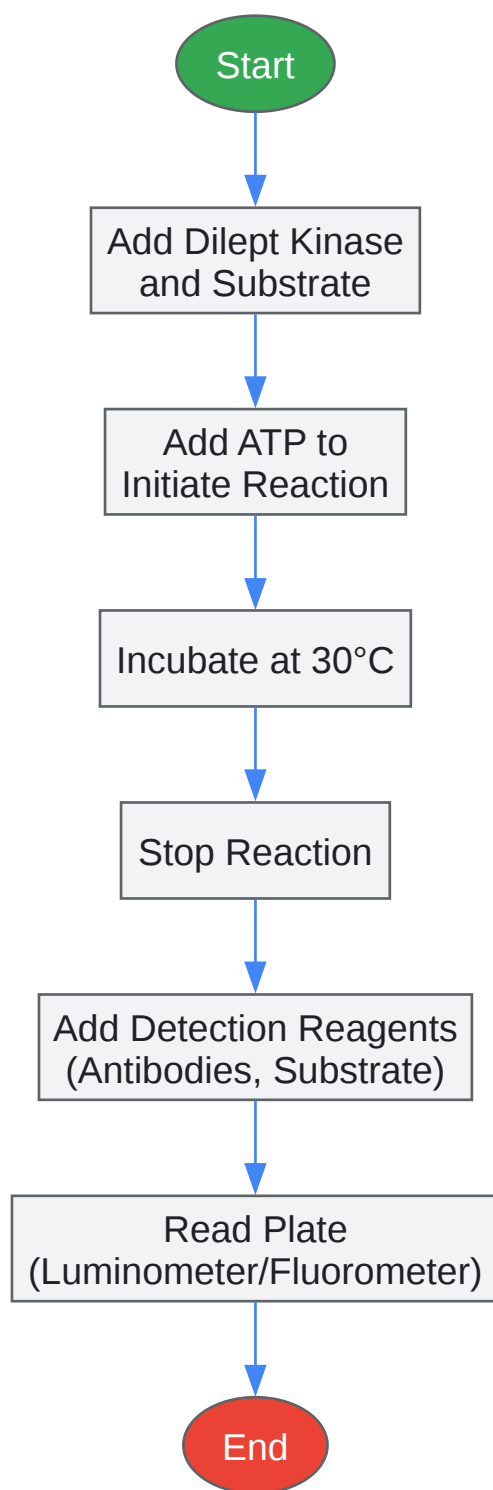 Start
Add Dilept Kinase
and Substrate
Add ATP to
Initiate Reaction
Incubate at 30°C
Stop Reaction
Add Detection Reagents
(Antibodies, Substrate)
Read Plate
(Luminometer/Fluorometer)
End